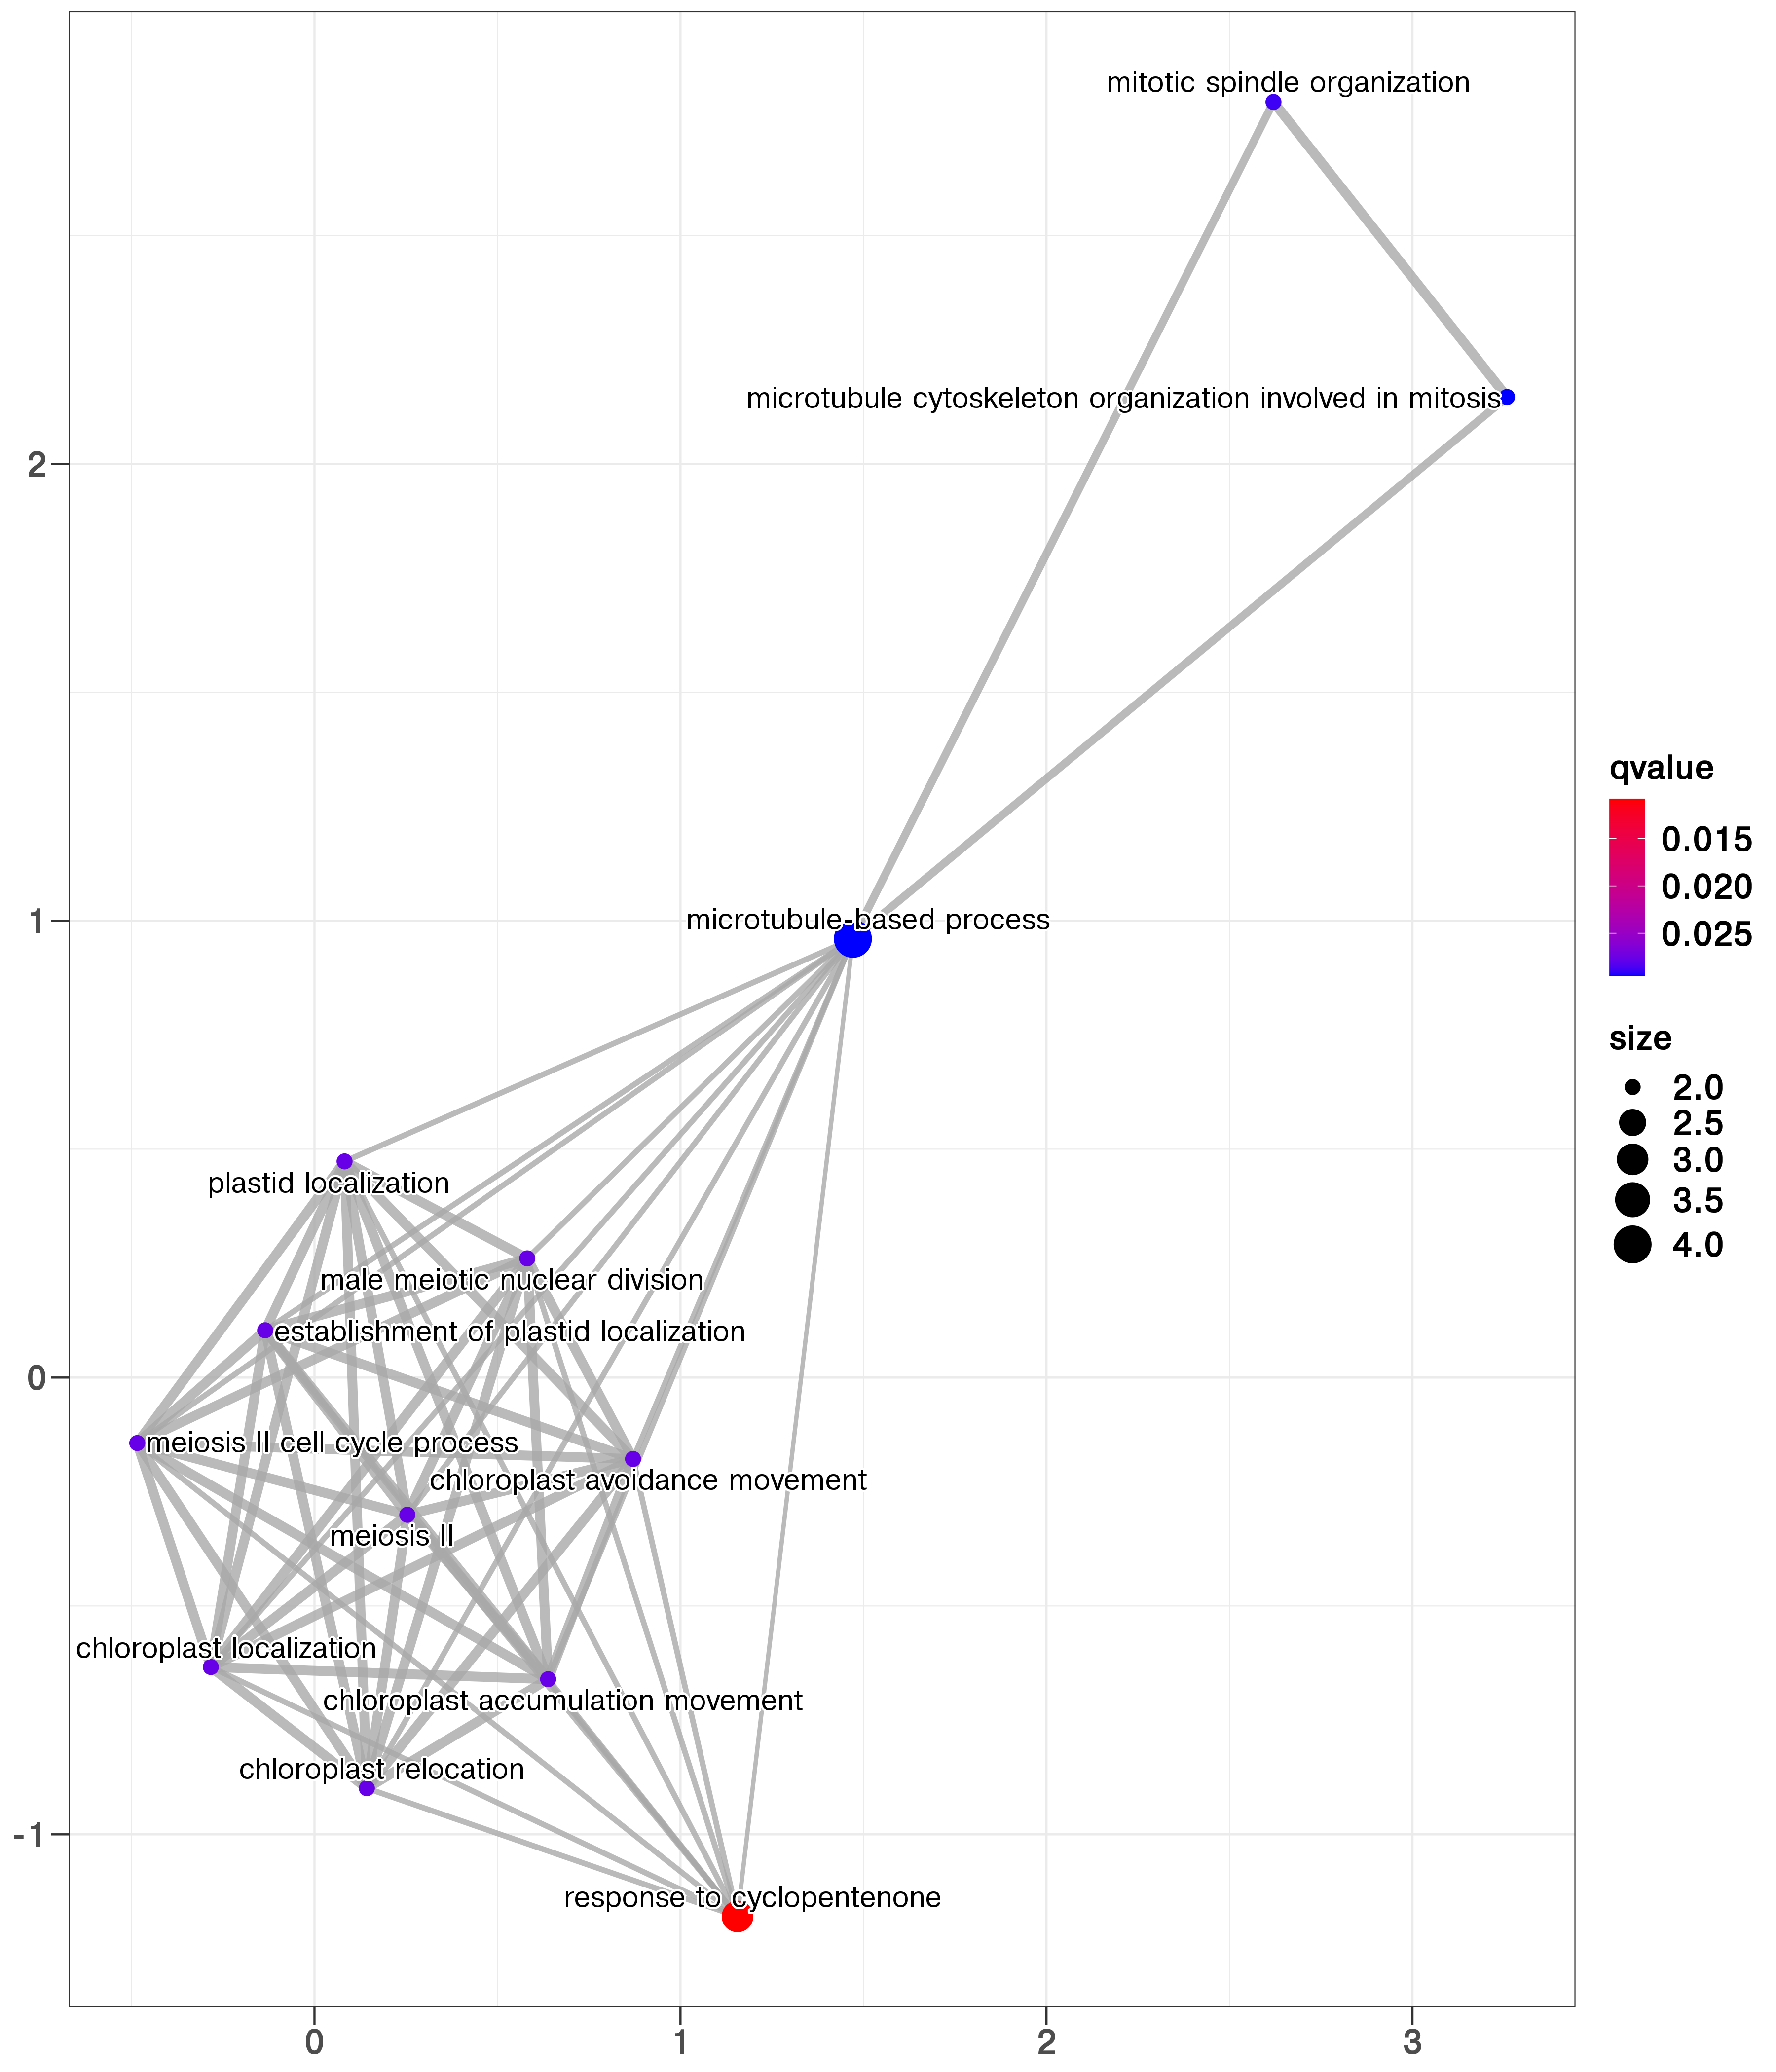 mitotic spindle organization
microtubule cytoskeleton organization involved in mitosis
2
qvalue
0.015
0.020
0.025
microtubule-based process
1
size
2.0
2.5
3.0
3.5
4.0
plastid localization
male meiotic nuclear division
establishment of plastid localization
0
meiosis II cell cycle process
chloroplast avoidance movement
meiosis II
chloroplast localization
chloroplast accumulation movement
chloroplast relocation
-1
response to cyclopentenone
0 1 2 3